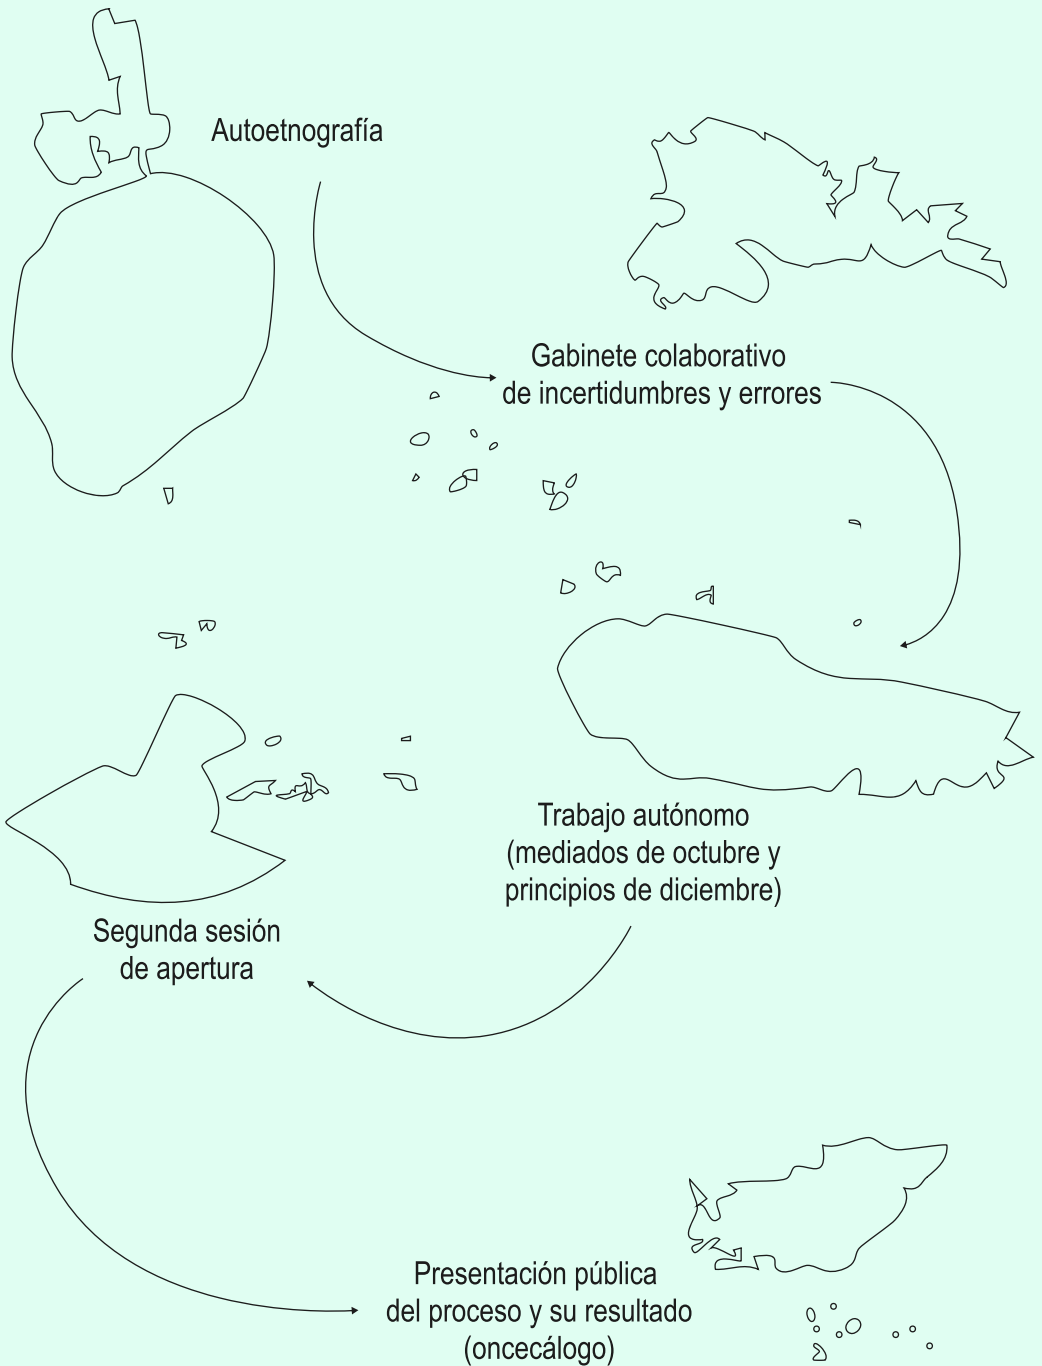 Autoetnografía
Gabinete colaborativo
de incertidumbres y errores
Trabajo autónomo
(mediados de octubre y
principios de diciembre)
Segunda sesión
de apertura
Presentación pública
del proceso y su resultado
(oncecálogo)